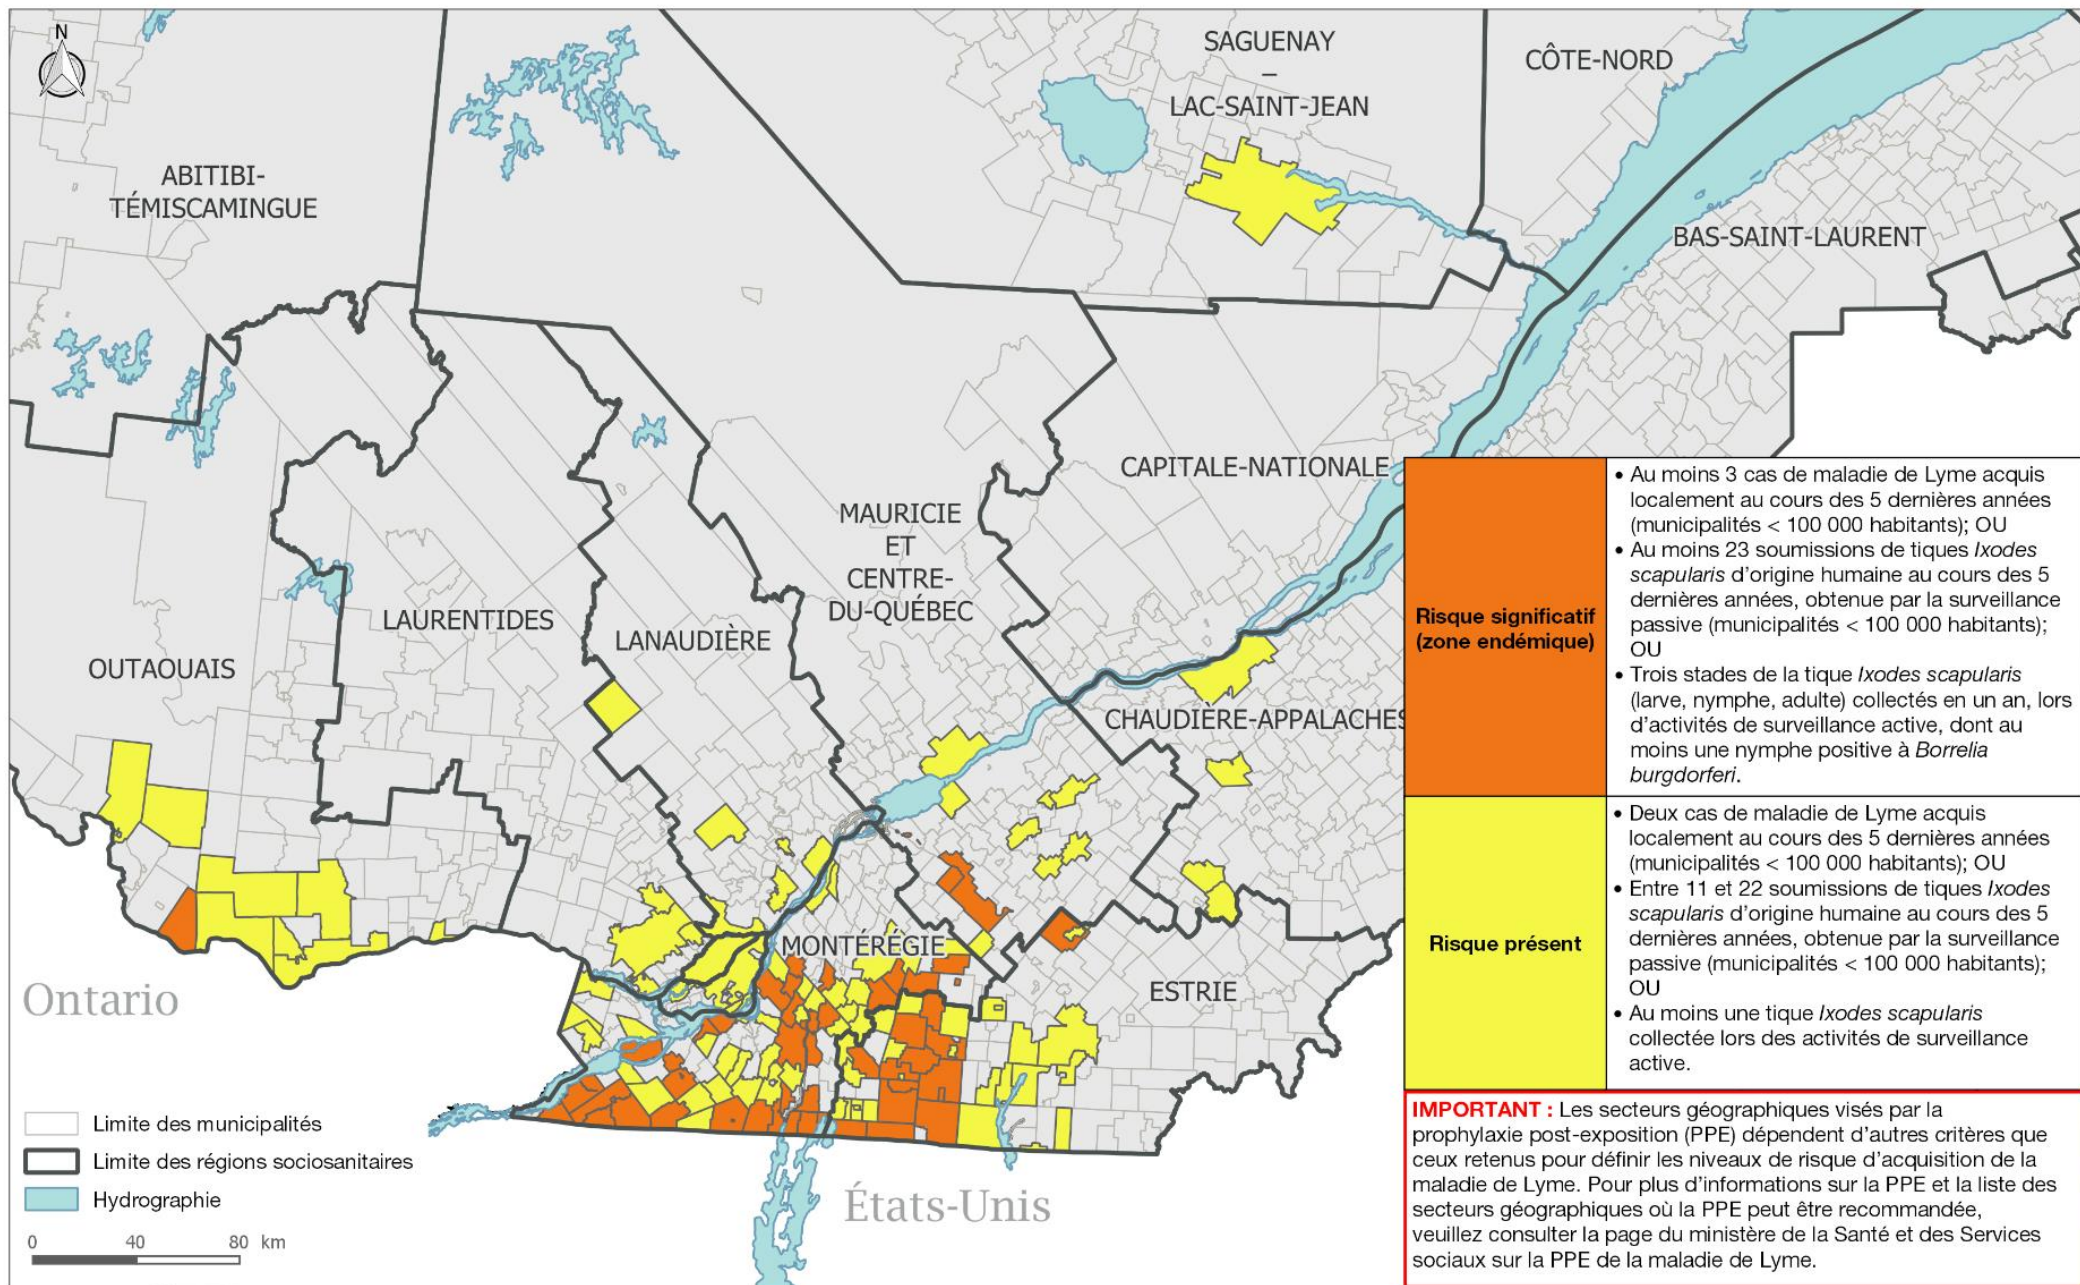 N
SAGUENAY
–
LAC-SAINT-JEAN
CÔTE-NORD
ABITIBI-
TÉMISCAMINGUE
BAS-SAINT-LAURENT
CAPITALE-NATIONALE
MAURICIE
ET
CENTRE-
DU-QUÉBEC
LAURENTIDES
LANAUDIÈRE
OUTAOUAIS
CHAUDIÈRE-APPALACHES
MONTÉRÉGIE
ESTRIE
Ontario
États-Unis
Limite des municipalités
Limite des régions sociosanitaires
Hydrographie
0 40 80 km
Risque significatif
(zone endémique)
• Au moins 3 cas de maladie de Lyme acquis
localement au cours des 5 dernières années
(municipalités < 100 000 habitants); OU
• Au moins 23 soumissions de tiques Ixodes
scapularis d’origine humaine au cours des 5
dernières années, obtenue par la surveillance
passive (municipalités < 100 000 habitants);
OU
• Trois stades de la tique Ixodes scapularis
(larve, nymphe, adulte) collectés en un an, lors
d’activités de surveillance active, dont au
moins une nymphe positive à Borrelia
burgdorferi.
Risque présent
• Deux cas de maladie de Lyme acquis
localement au cours des 5 dernières années
(municipalités < 100 000 habitants); OU
• Entre 11 et 22 soumissions de tiques Ixodes
scapularis d’origine humaine au cours des 5
dernières années, obtenue par la surveillance
passive (municipalités < 100 000 habitants);
OU
• Au moins une tique Ixodes scapularis
collectée lors des activités de surveillance
active.
IMPORTANT : Les secteurs géographiques visés par la
prophylaxie post-exposition (PPE) dépendent d’autres critères que
ceux retenus pour définir les niveaux de risque d’acquisition de la
maladie de Lyme. Pour plus d’informations sur la PPE et la liste des
secteurs géographiques où la PPE peut être recommandée,
veuillez consulter la page du ministère de la Santé et des Services
sociaux sur la PPE de la maladie de Lyme.